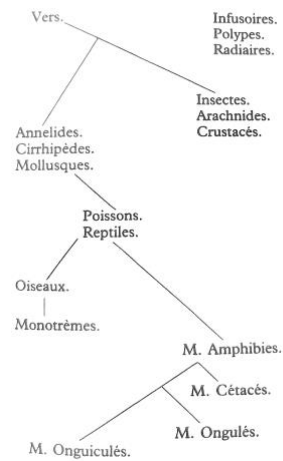 Vers.
Infusoires.
Polypes.
Radiaires.
Insectes.
Arachnides.
Crustacés.
Annelides.
Cirrhipèdes.
Mollusques.
Poissons.
Reptiles.
Oiseaux.
Monotrèmes.
M. Amphibies.
M. Cétacés.
M. Ongulés.
M. Onguiculés.